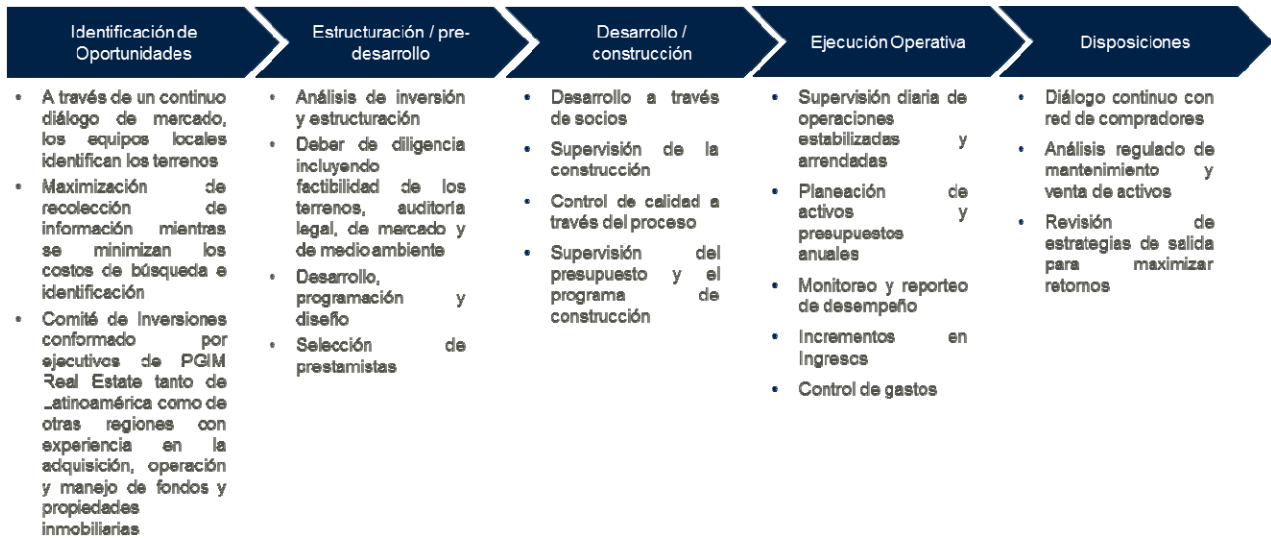 Identificación de
Oportunidades
Estructuración / pre-
desarrollo
Desarrollo /
construcción
Ejecución Operativa
Disposiciones
• A través de un continuo
diálogo de mercado,
los equipos locales
identifican los terrenos
• Maximización de
recolección de
información mientras
se minimizan los
costos de búsqueda e
identificación
• Comité de Inversiones
conformado por
ejecutivos de PGIM
Real Estate tanto de
Latinoamérica como de
otras regiones con
experiencia en la
adquisición, operación
y manejo de fondos y
propiedades
inmobiliarias
• Análisis de inversión
y estructuración
• Deber de diligencia
incluyendo
factibilidad de los
terrenos, auditoría
legal, de mercado y
de medio ambiente
• Desarrollo,
programación y
diseño
• Selección de
prestamistas
• Desarrollo a través
de socios
• Supervisión de la
construcción
• Control de calidad a
través del proceso
• Supervisión del
presupuesto y el
programa de
construcción
• Supervisión diaria de
operaciones
estabilizadas y
arrendadas
• Planeación de
activos y
presupuestos
anuales
• Monitoreo y reporteo
de desempeño
• Incrementos en
Ingresos
• Control de gastos
• Diálogo continuo con
red de compradores
• Análisis regulado de
mantenimiento y
venta de activos
• Revisión de
estrategias de salida
para maximizar
retornos